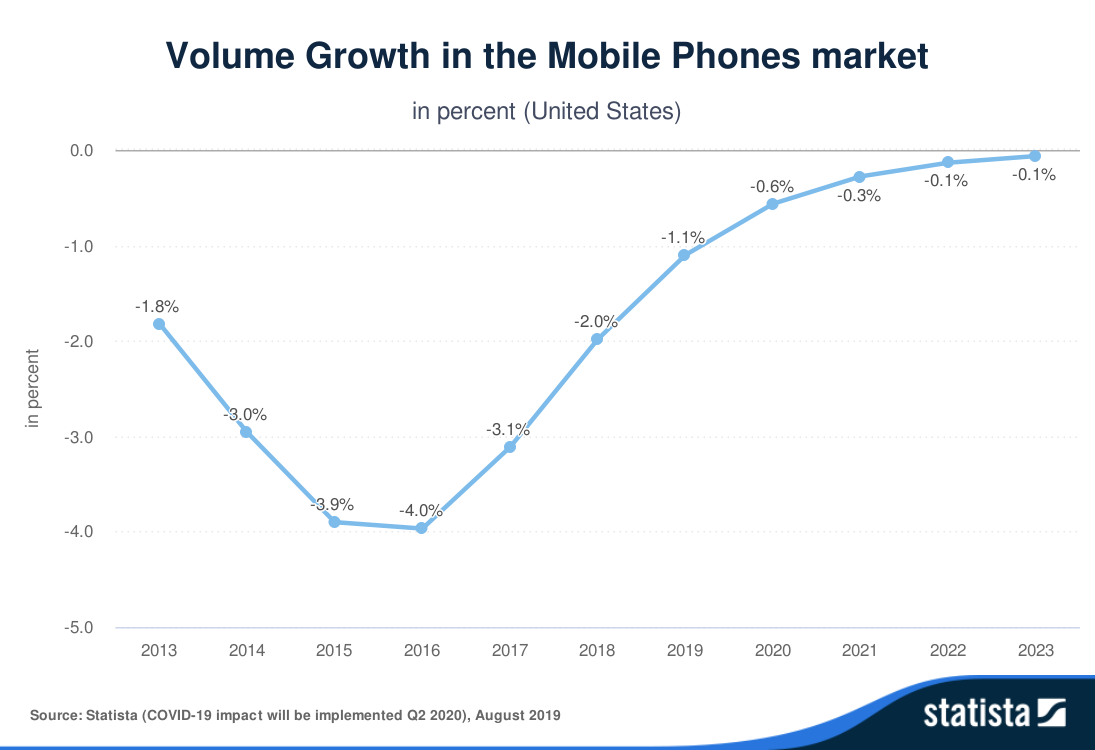 Volume Growth in the Mobile Phones market
in percent (United States)
0.0
-1.0
-2.0
-3.0
-4.0
-5.0
in percent
-1.8%
-3.0%
-3.9%
-4.0%
-3.1%
-2.0%
-1.1%
-0.6%
-0.3%
-0.1%
-0.1%
2013 2014 2015 2016 2017 2018 2019 2020 2021 2022 2023
Source: Statista (COVID-19 impact will be implemented Q2 2020), August 2019
statista